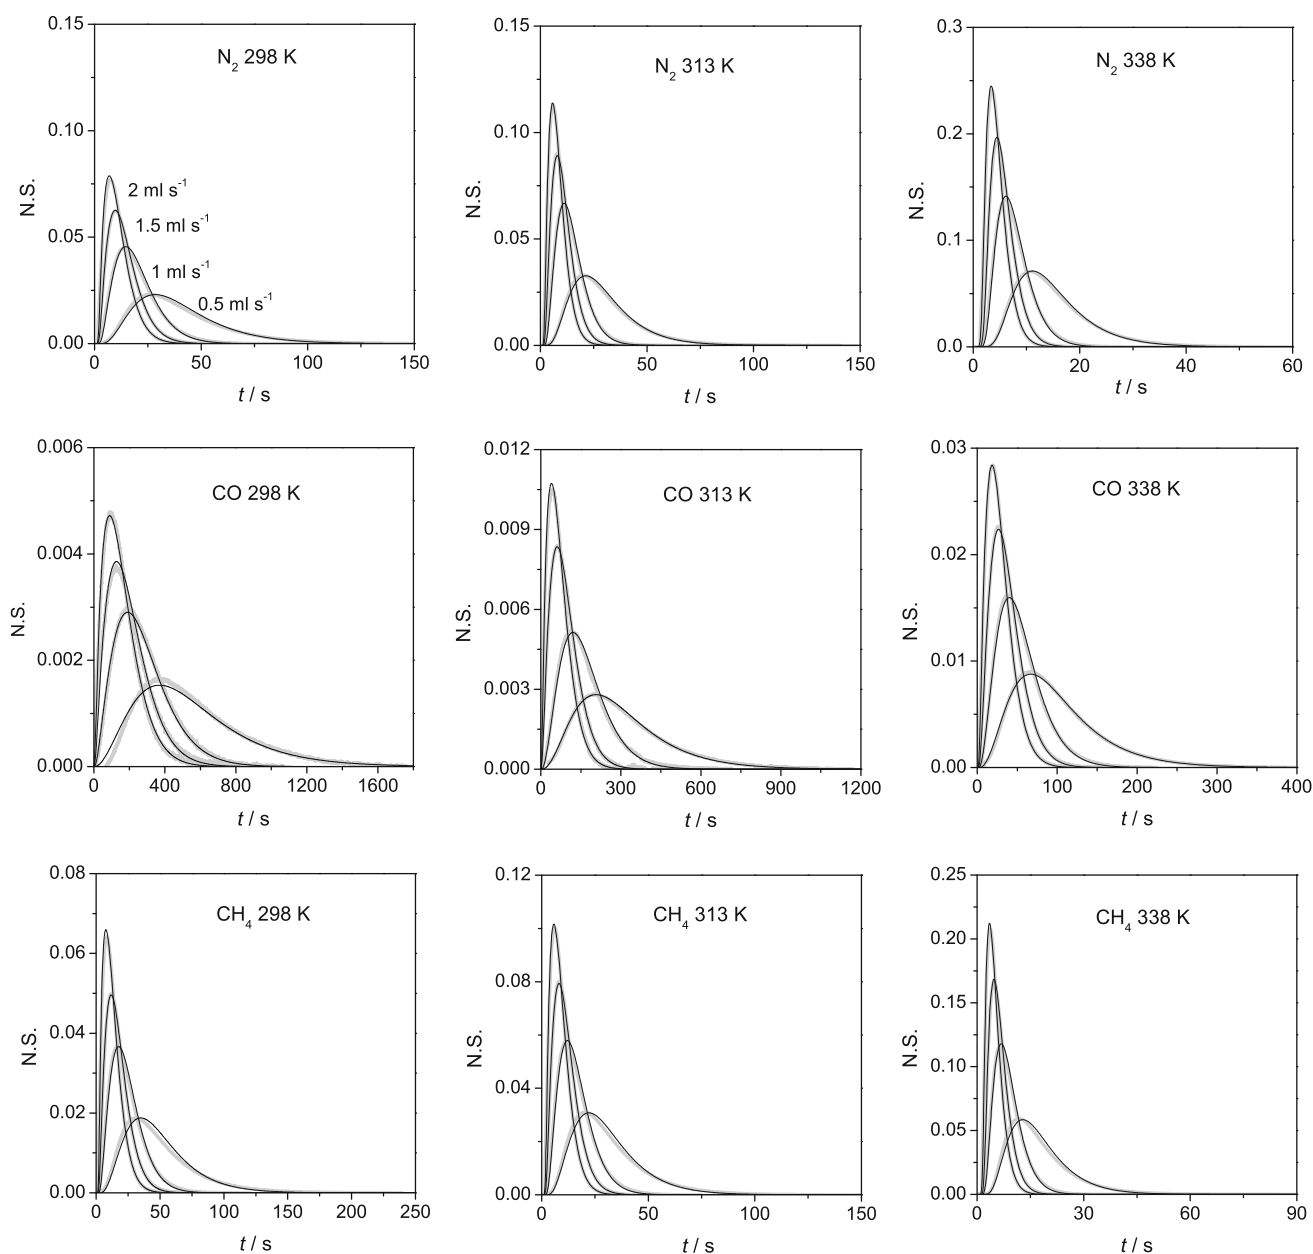 N₂ 298 K
0.15
0.10
0.05
0.00
N.S.
2 ml s⁻¹
1.5 ml s⁻¹
1 ml s⁻¹
0.5 ml s⁻¹
0 50 100 150
t / s
N₂ 313 K
0.15
0.10
0.05
0.00
N.S.
0 50 100 150
t / s
N₂ 338 K
0.3
0.2
0.1
0.0
N.S.
0 20 40 60
t / s
CO 298 K
0.006
0.004
0.002
0.000
N.S.
0 400 800 1200 1600
t / s
CO 313 K
0.012
0.009
0.006
0.003
0.000
N.S.
0 300 600 900 1200
t / s
CO 338 K
0.03
0.02
0.01
0.00
N.S.
0 100 200 300 400
t / s
CH₄ 298 K
0.08
0.06
0.04
0.02
0.00
N.S.
0 50 100 150 200 250
t / s
CH₄ 313 K
0.12
0.08
0.04
0.00
N.S.
0 50 100 150
t / s
CH₄ 338 K
0.25
0.20
0.15
0.10
0.05
0.00
N.S.
0 30 60 90
t / s